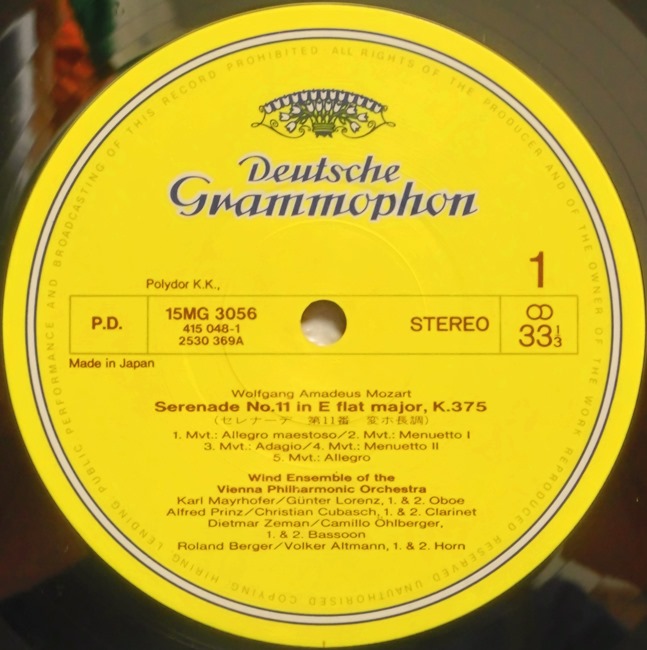 ALL RIGHTS OF THE PRODUCER AND OF THE OWNER OF THE WORK REPRODUCED RESERVED UNAUTHORISED COPYING HIRING LENDING PUBLIC PERFORMANCE AND BROADCASTING OF THIS RECORD PROHIBITED
Deutsche
Grammophon
1
Polydor K.K.,
P.D.
15MG 3056
415 048-1
2530 369A
STEREO
33 1/3
Made in Japan
Wolfgang Amadeus Mozart
Serenade No.11 in E flat major, K.375
(セレナーデ 第11番 変ホ長調)
1. Mvt.: Allegro maestoso/2. Mvt.: Menuetto I
3. Mvt.: Adagio/4. Mvt.: Menuetto II
5. Mvt.: Allegro
Wind Ensemble of the
Vienna Philharmonic Orchestra
Karl Mayrhofer/Günter Lorenz, 1. & 2. Oboe
Alfred Prinz/Christian Cubasch, 1. & 2. Clarinet
Dietmar Zeman/Camillo Öhlberger,
1. & 2. Bassoon
Roland Berger/Volker Altmann, 1. & 2. Horn